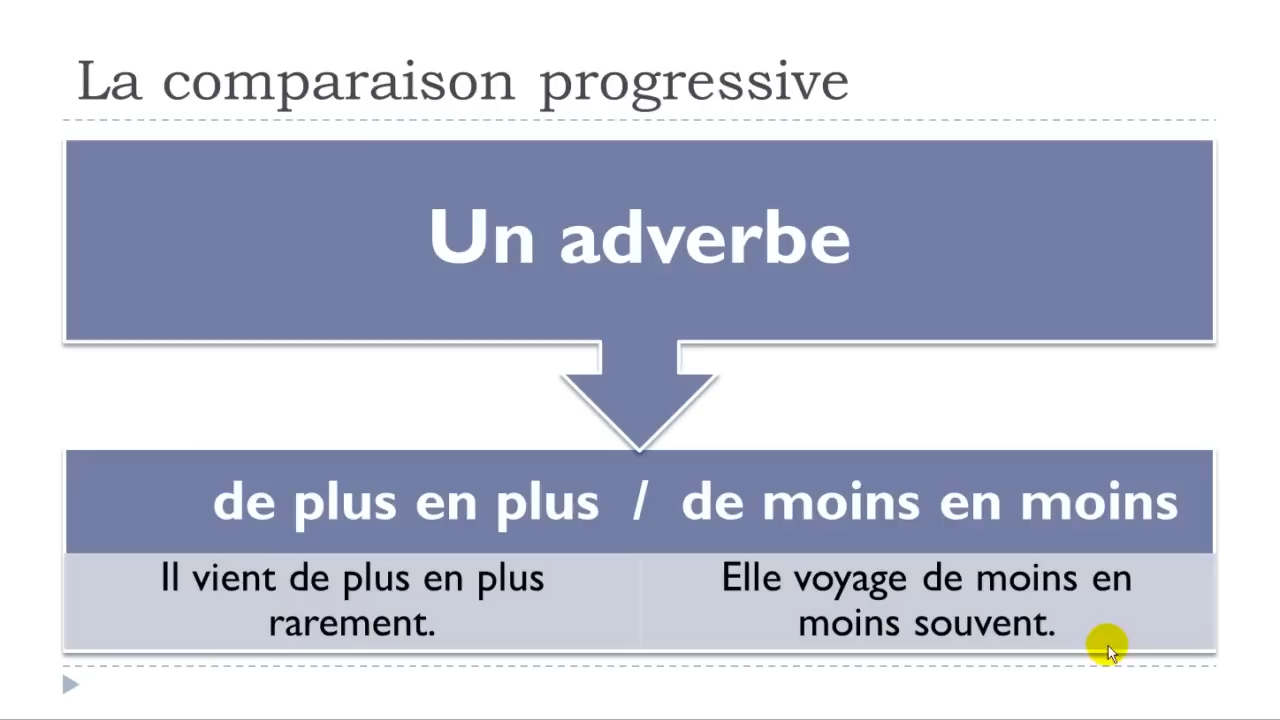 La comparaison progressive
Un adverbe
de plus en plus / de moins en moins
Il vient de plus en plus
rarement.
Elle voyage de moins en
moins souvent.